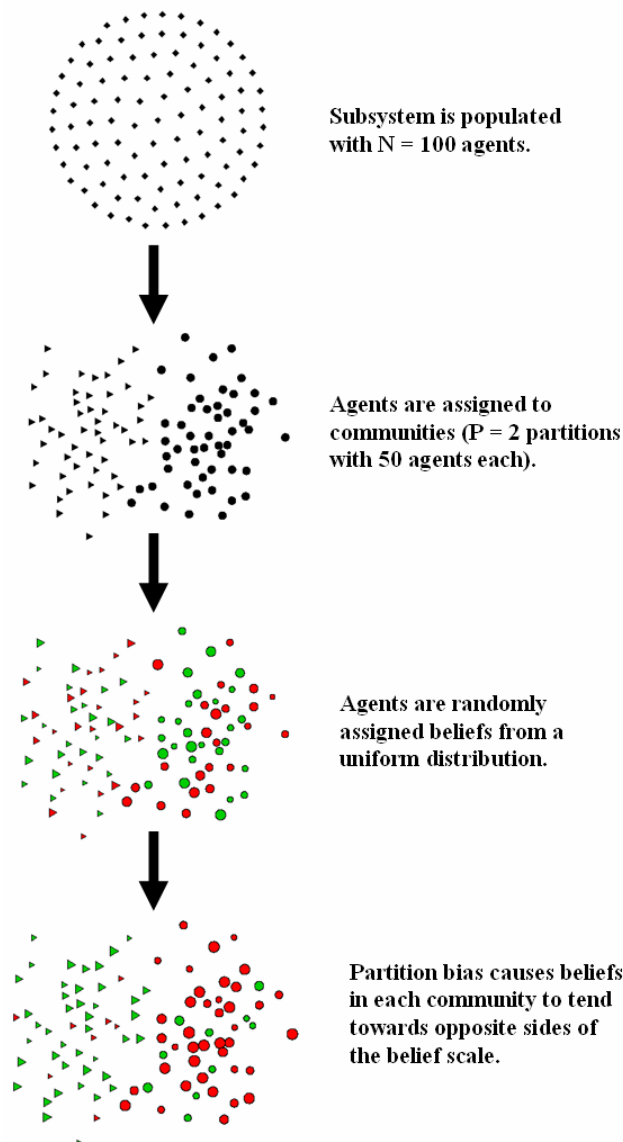 Subsystem is populated
with N = 100 agents.
Agents are assigned to
communities (P = 2 partitions
with 50 agents each).
Agents are randomly
assigned beliefs from a
uniform distribution.
Partition bias causes beliefs
in each community to tend
towards opposite sides of
the belief scale.